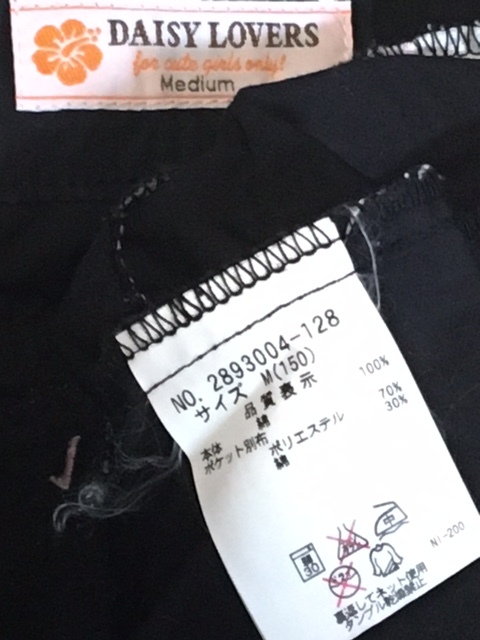 DAISY LOVERS
for cute girls only!
Medium
NO. 2893004-128
サイズ M(150)
品質表示
本体 綿 100%
ポケット別布 ポリエステル 70%
綿 30%
弱
30
中
NI-200
裏返してネット使用
タンブル乾燥禁止